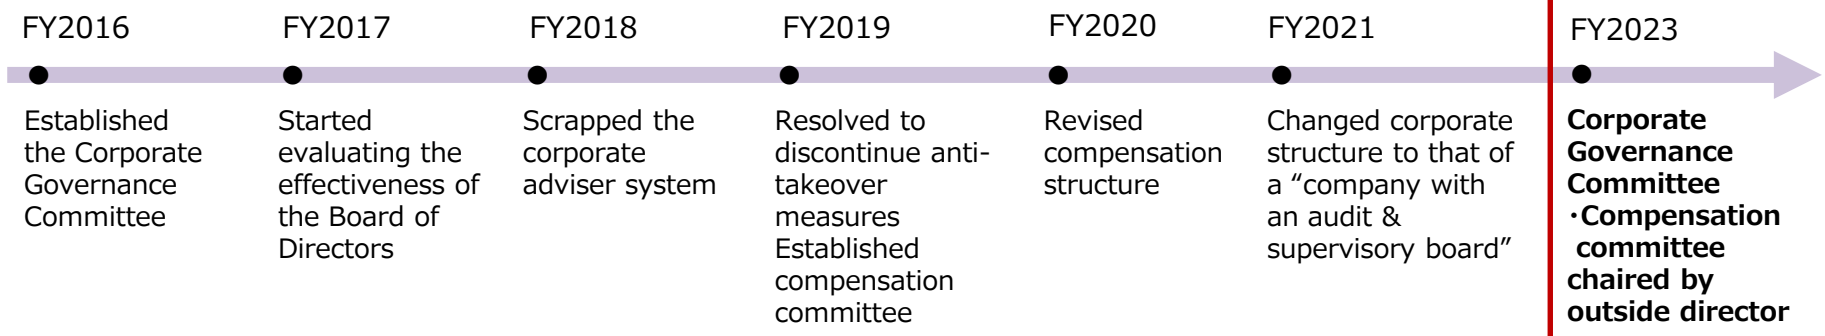 FY2016
Established
the Corporate
Governance
Committee
FY2017
Started
evaluating the
effectiveness of
the Board of
Directors
FY2018
Scrapped the
corporate
adviser system
FY2019
Resolved to
discontinue anti-
takeover
measures
Established
compensation
committee
FY2020
Revised
compensation
structure
FY2021
Changed corporate
structure to that of
a “company with
an audit &
supervisory board”
FY2023
Corporate
Governance
Committee
・Compensation
committee
chaired by
outside director